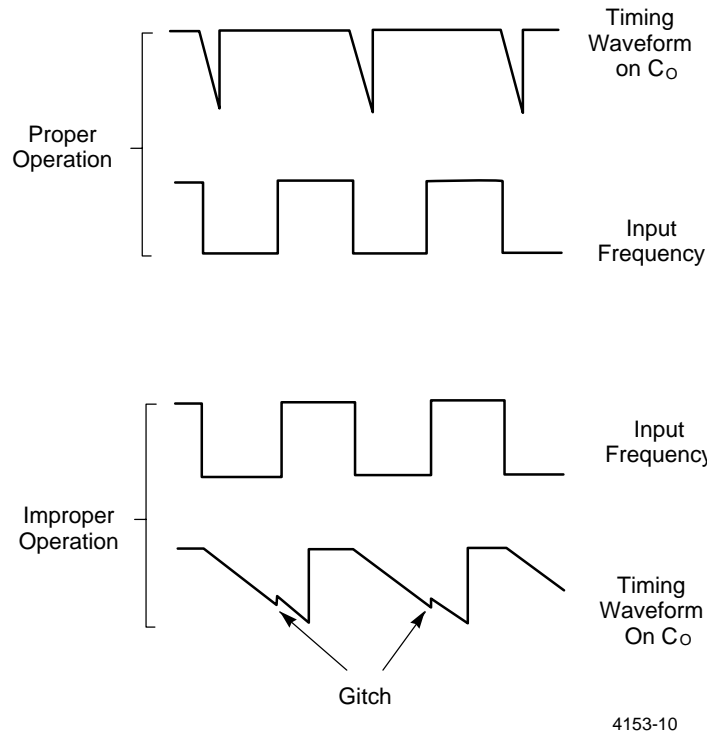 Timing
Waveform
on CO
Proper
Operation
Input
Frequency
Input
Frequency
Improper
Operation
Timing
Waveform
On CO
Gitch
4153-10